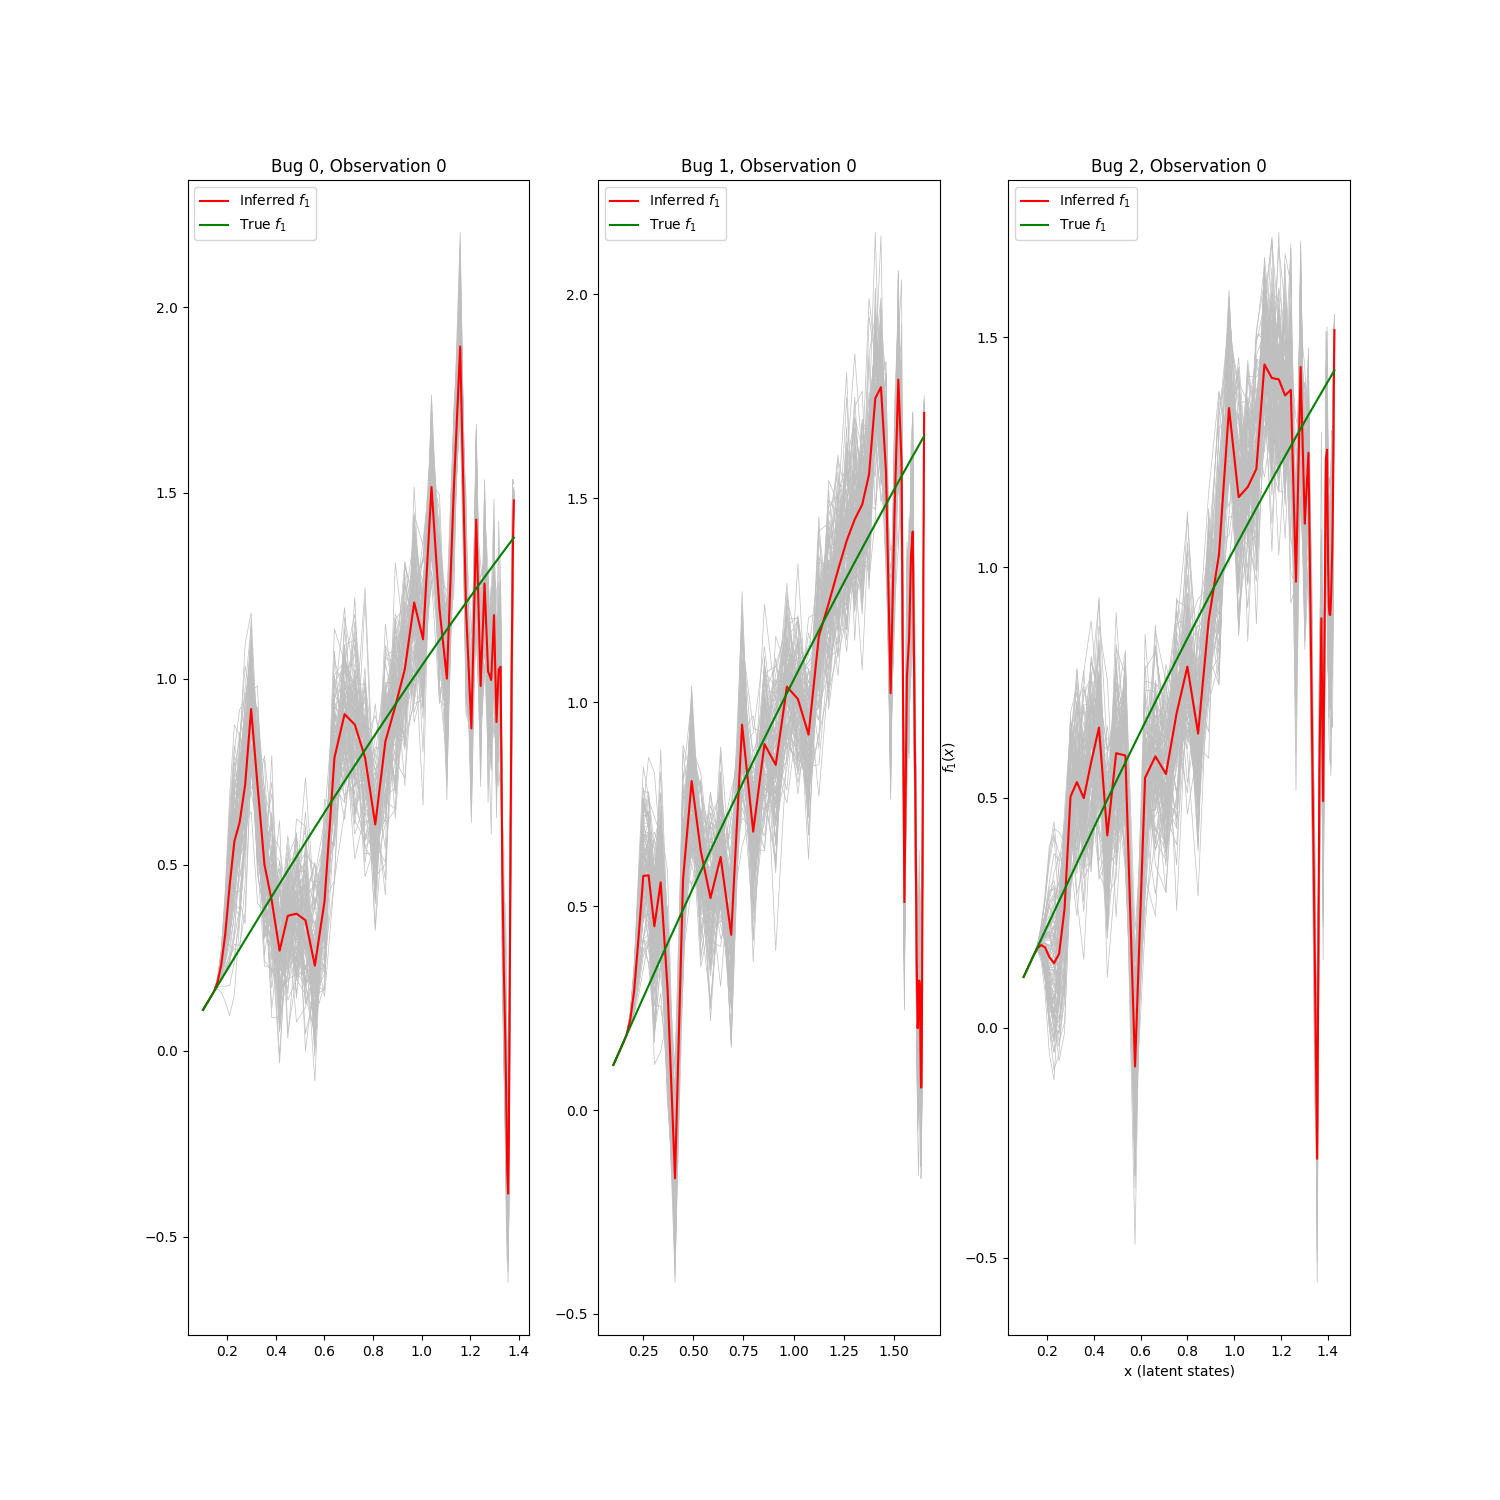 Bug 0, Observation 0
Inferred f₁
True f₁
2.0
1.5
1.0
0.5
0.0
−0.5
0.2 0.4 0.6 0.8 1.0 1.2 1.4
Bug 1, Observation 0
Inferred f₁
True f₁
2.0
1.5
1.0
0.5
0.0
−0.5
0.25 0.50 0.75 1.00 1.25 1.50
Bug 2, Observation 0
Inferred f₁
True f₁
f₁(x)
1.5
1.0
0.5
0.0
−0.5
0.2 0.4 0.6 0.8 1.0 1.2 1.4
x (latent states)